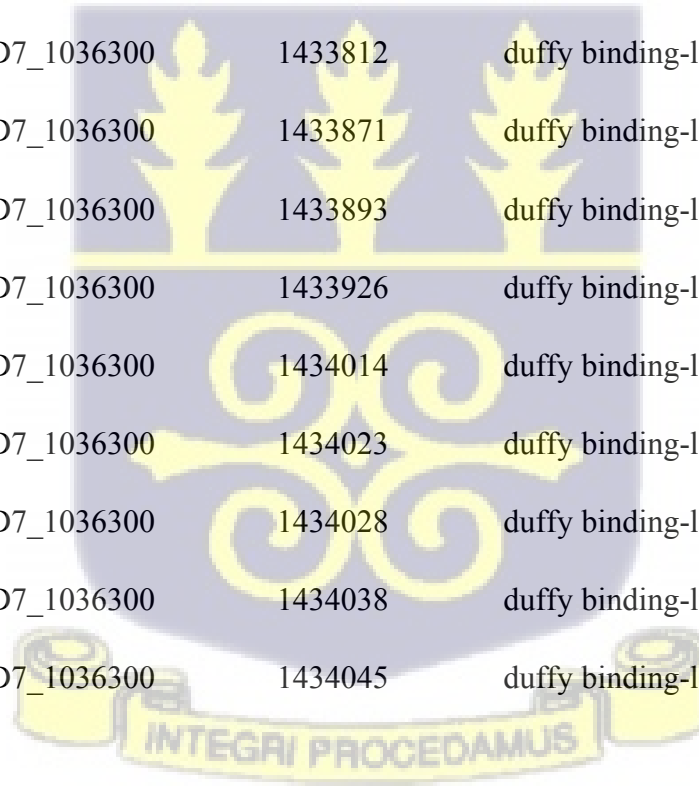 D7_1036300 1433812 duffy binding-l
D7_1036300 1433871 duffy binding-l
D7_1036300 1433893 duffy binding-l
D7_1036300 1433926 duffy binding-l
D7_1036300 1434014 duffy binding-l
D7_1036300 1434023 duffy binding-l
D7_1036300 1434028 duffy binding-l
D7_1036300 1434038 duffy binding-l
D7_1036300 1434045 duffy binding-l
INTEGRI PROCEDAMUS